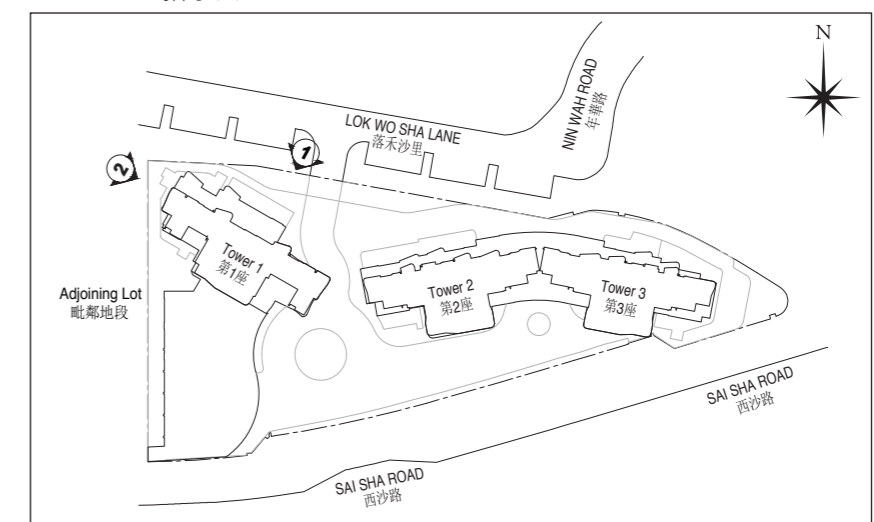 N
LOK WO SHA LANE
落禾沙里
NIN WAH ROAD
年華路
1
2
Tower 1
第1座
Adjoining Lot
毗鄰地段
Tower 2
第2座
Tower 3
第3座
SAI SHA ROAD
西沙路
SAI SHA ROAD
西沙路